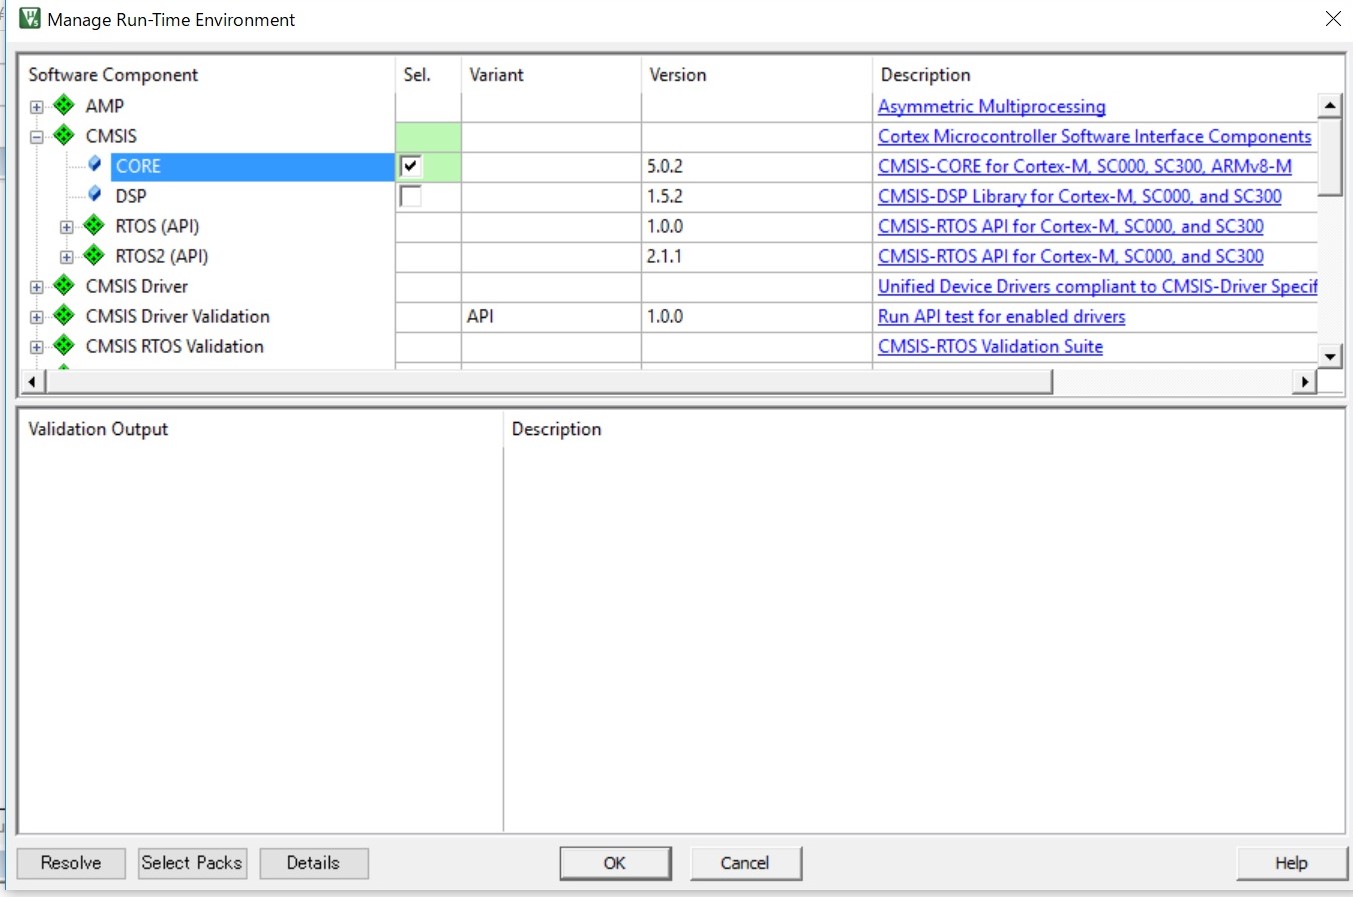 Manage Run-Time Environment
Software Component Sel. Variant Version Description
AMP Asymmetric Multiprocessing
CMSIS Cortex Microcontroller Software Interface Components
CORE 5.0.2 CMSIS-CORE for Cortex-M, SC000, SC300, ARMv8-M
DSP 1.5.2 CMSIS-DSP Library for Cortex-M, SC000, and SC300
RTOS (API) 1.0.0 CMSIS-RTOS API for Cortex-M, SC000, and SC300
RTOS2 (API) 2.1.1 CMSIS-RTOS API for Cortex-M, SC000, and SC300
CMSIS Driver Unified Device Drivers compliant to CMSIS-Driver Specif
CMSIS Driver Validation API 1.0.0 Run API test for enabled drivers
CMSIS RTOS Validation CMSIS-RTOS Validation Suite
Validation Output Description
Resolve Select Packs Details OK Cancel Help